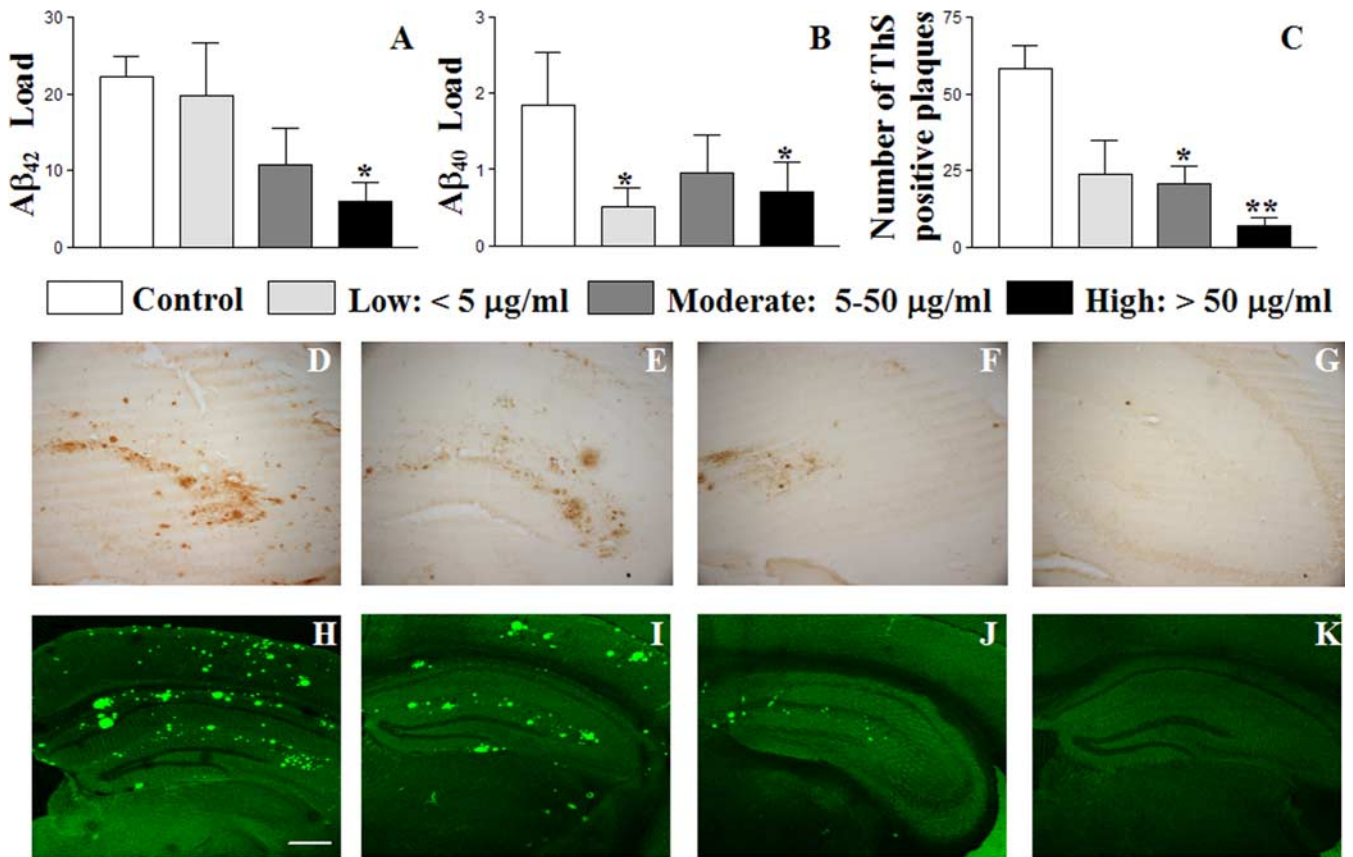 30
20
10
0
Aβ42 Load
A
*
3
2
1
0
Aβ40 Load
B
*
*
75
50
25
0
Number of ThS
positive plaques
C
*
**
Control
Low: < 5 μg/ml
Moderate: 5-50 μg/ml
High: > 50 μg/ml
D
E
F
G
H
I
J
K